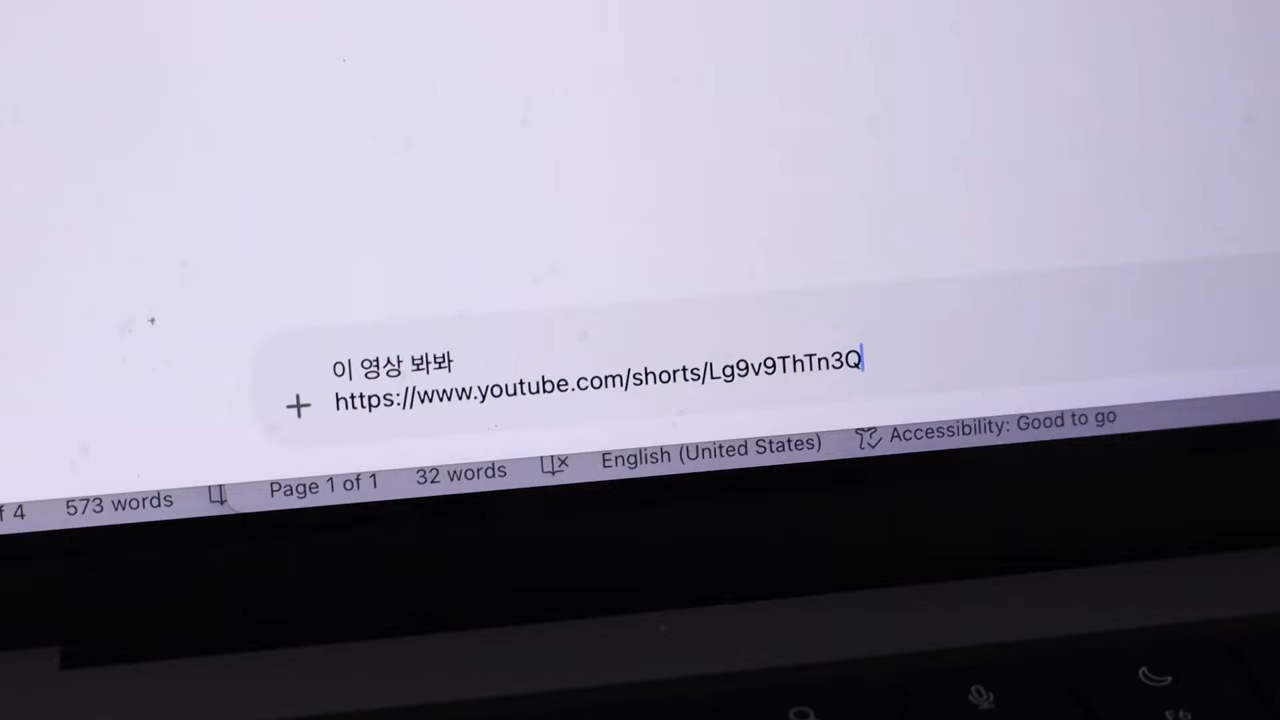 이 영상 봐봐
https://www.youtube.com/shorts/Lg9v9ThTn3Q
f 4 573 words Page 1 of 1 32 words English (United States) Accessibility: Good to go